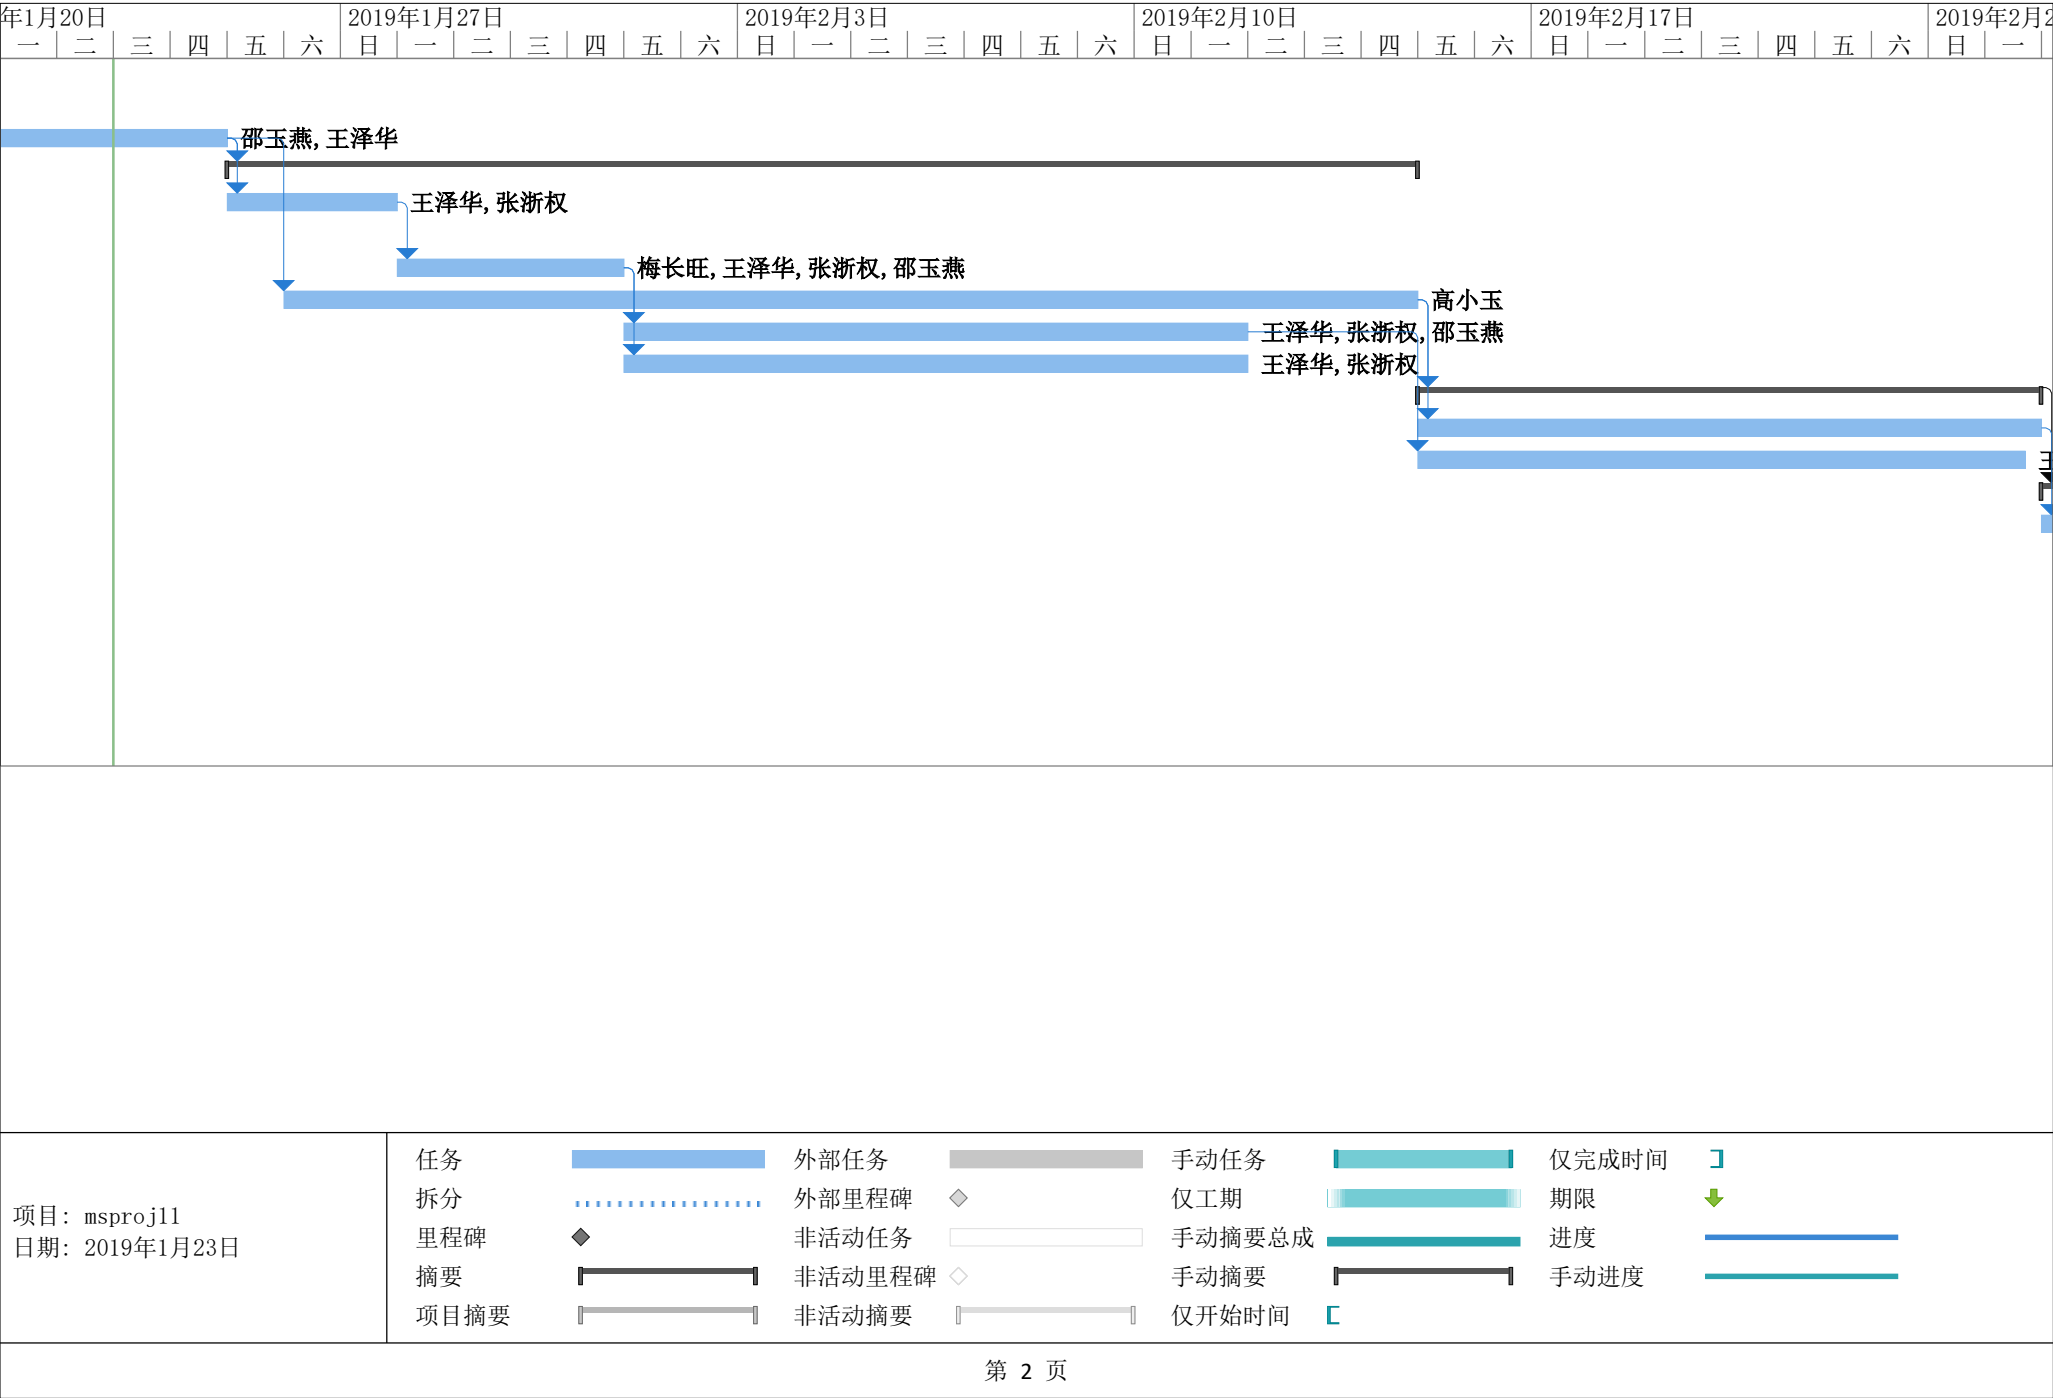 年1月20日 2019年1月27日 2019年2月3日 2019年2月10日 2019年2月17日 2019年2月2
一 二 三 四 五 六 日 一 二 三 四 五 六 日 一 二 三 四 五 六 日 一 二 三 四 五 六 日 一 二 三 四 五 六 日 一
邵玉燕,王泽华
王泽华,张浙权
梅长旺,王泽华,张浙权,邵玉燕
高小玉
王泽华,张浙权,邵玉燕
王泽华,张浙权
项目: msproj11
日期: 2019年1月23日
任务 外部任务 手动任务 仅完成时间
拆分 外部里程碑 仅工期 期限
里程碑 非活动任务 手动摘要总成 进度
摘要 非活动里程碑 手动摘要 手动进度
项目摘要 非活动摘要 仅开始时间
第 2 页